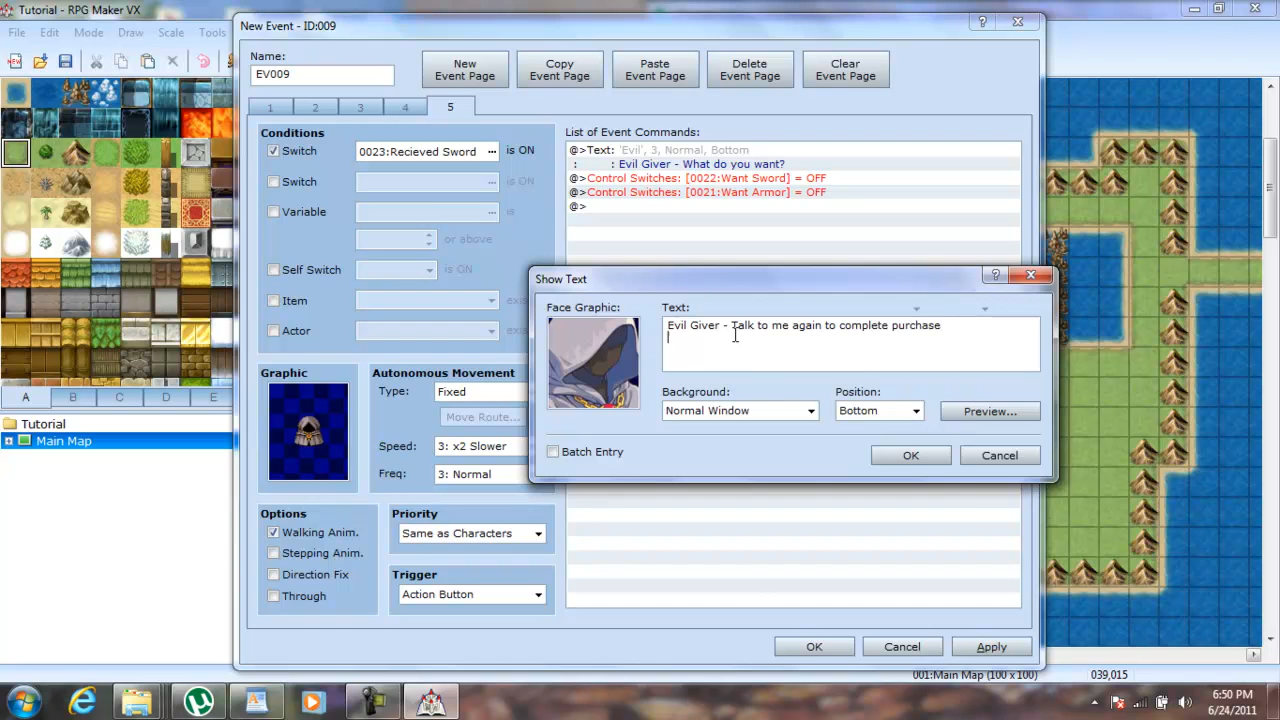 Tutorial - RPG Maker VX
File Edit Mode Draw Scale Tools
New Event - ID:009
Name:
EV009
New Event Page
Copy Event Page
Paste Event Page
Delete Event Page
Clear Event Page
1 2 3 4 5
Conditions
Switch 0023:Recieved Sword ... is ON
Switch ... is ON
Variable ... is
or above
Self Switch is ON
Item
Actor
List of Event Commands:
@>Text: 'Evil', 3, Normal, Bottom
: : Evil Giver - What do you want?
@>Control Switches: [0022:Want Sword] = OFF
@>Control Switches: [0021:Want Armor] = OFF
@>
Show Text
Face Graphic:
Text:
Evil Giver - Talk to me again to complete purchase
Background:
Normal Window
Position:
Bottom
Preview...
Batch Entry
OK
Cancel
Graphic
Autonomous Movement
Type: Fixed
Move Route...
Speed: 3: x2 Slower
Freq: 3: Normal
Options
Walking Anim.
Stepping Anim.
Direction Fix
Through
Priority
Same as Characters
Trigger
Action Button
OK Cancel Apply
A B C D E
Tutorial
Main Map
001:Main Map (100 x 100) 039,015
6:50 PM
6/24/2011